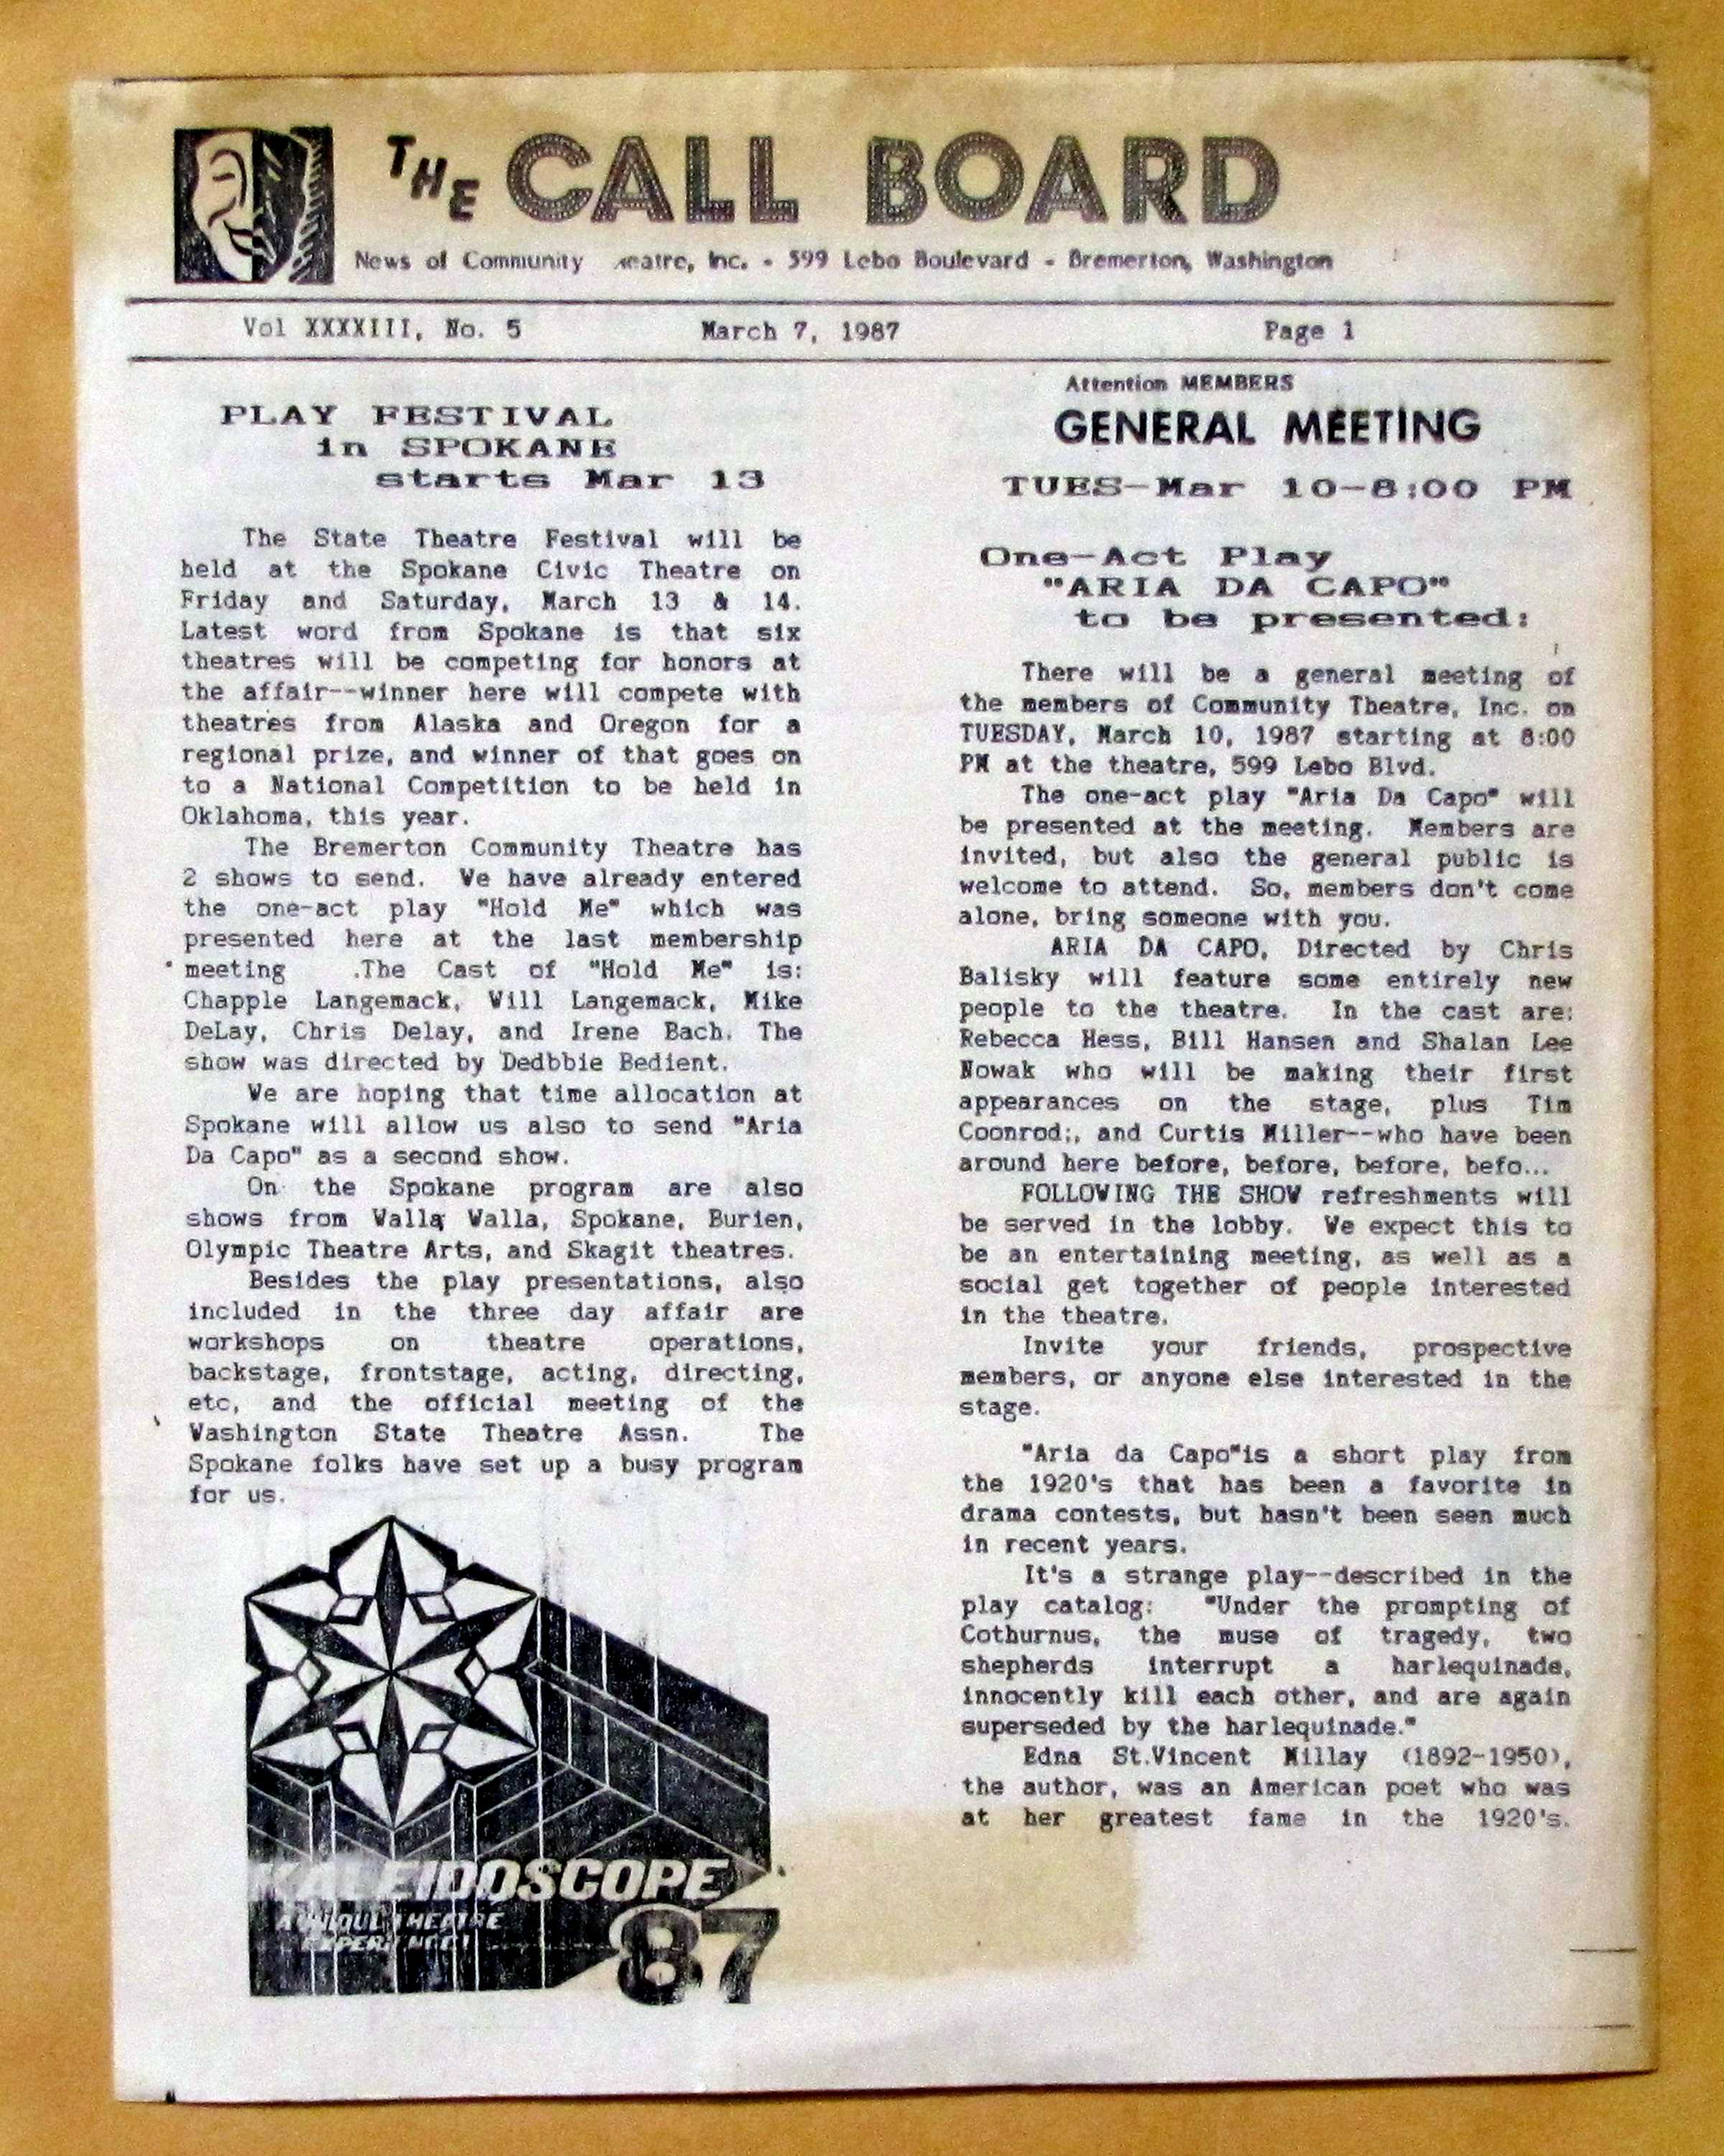 THE CALL BOARD
News of Community eatre, Inc. - 599 Lebo Boulevard - Bremerton, Washington
Vol XXXXIII, No. 5 March 7, 1987 Page 1
PLAY FESTIVAL
in SPOKANE
starts Mar 13
The State Theatre Festival will be
held at the Spokane Civic Theatre on
Friday and Saturday, March 13 & 14.
Latest word from Spokane is that six
theatres will be competing for honors at
the affair--winner here will compete with
theatres from Alaska and Oregon for a
regional prize, and winner of that goes on
to a National Competition to be held in
Oklahoma, this year.
The Bremerton Community Theatre has
2 shows to send. We have already entered
the one-act play "Hold Me" which was
presented here at the last membership
meeting .The Cast of "Hold Me" is:
Chapple Langemack, Will Langemack, Mike
DeLay, Chris Delay, and Irene Bach. The
show was directed by Dedbbie Bedient.
We are hoping that time allocation at
Spokane will allow us also to send "Aria
Da Capo" as a second show.
On the Spokane program are also
shows from Walla Walla, Spokane, Burien,
Olympic Theatre Arts, and Skagit theatres.
Besides the play presentations, also
included in the three day affair are
workshops on theatre operations,
backstage, frontstage, acting, directing,
etc, and the official meeting of the
Washington State Theatre Assn. The
Spokane folks have set up a busy program
for us.
KALEIDOSCOPE
A UNIQUE THEATRE
EXPERIENCE!
87
Attention MEMBERS
GENERAL MEETING
TUES-Mar 10-8:00 PM
One-Act Play
"ARIA DA CAPO"
to be presented:
There will be a general meeting of
the members of Community Theatre, Inc. on
TUESDAY, March 10, 1987 starting at 8:00
PM at the theatre, 599 Lebo Blvd.
The one-act play "Aria Da Capo" will
be presented at the meeting. Members are
invited, but also the general public is
welcome to attend. So, members don't come
alone, bring someone with you.
ARIA DA CAPO, Directed by Chris
Balisky will feature some entirely new
people to the theatre. In the cast are:
Rebecca Hess, Bill Hansen and Shalan Lee
Nowak who will be making their first
appearances on the stage, plus Tim
Coonrod;, and Curtis Miller--who have been
around here before, before, before, befo...
FOLLOWING THE SHOW refreshments will
be served in the lobby. We expect this to
be an entertaining meeting, as well as a
social get together of people interested
in the theatre.
Invite your friends, prospective
members, or anyone else interested in the
stage.
"Aria da Capo"is a short play from
the 1920's that has been a favorite in
drama contests, but hasn't been seen much
in recent years.
It's a strange play--described in the
play catalog: "Under the prompting of
Cothurnus, the muse of tragedy, two
shepherds interrupt a harlequinade,
innocently kill each other, and are again
superseded by the harlequinade."
Edna St.Vincent Millay (1892-1950),
the author, was an American poet who was
at her greatest fame in the 1920's.